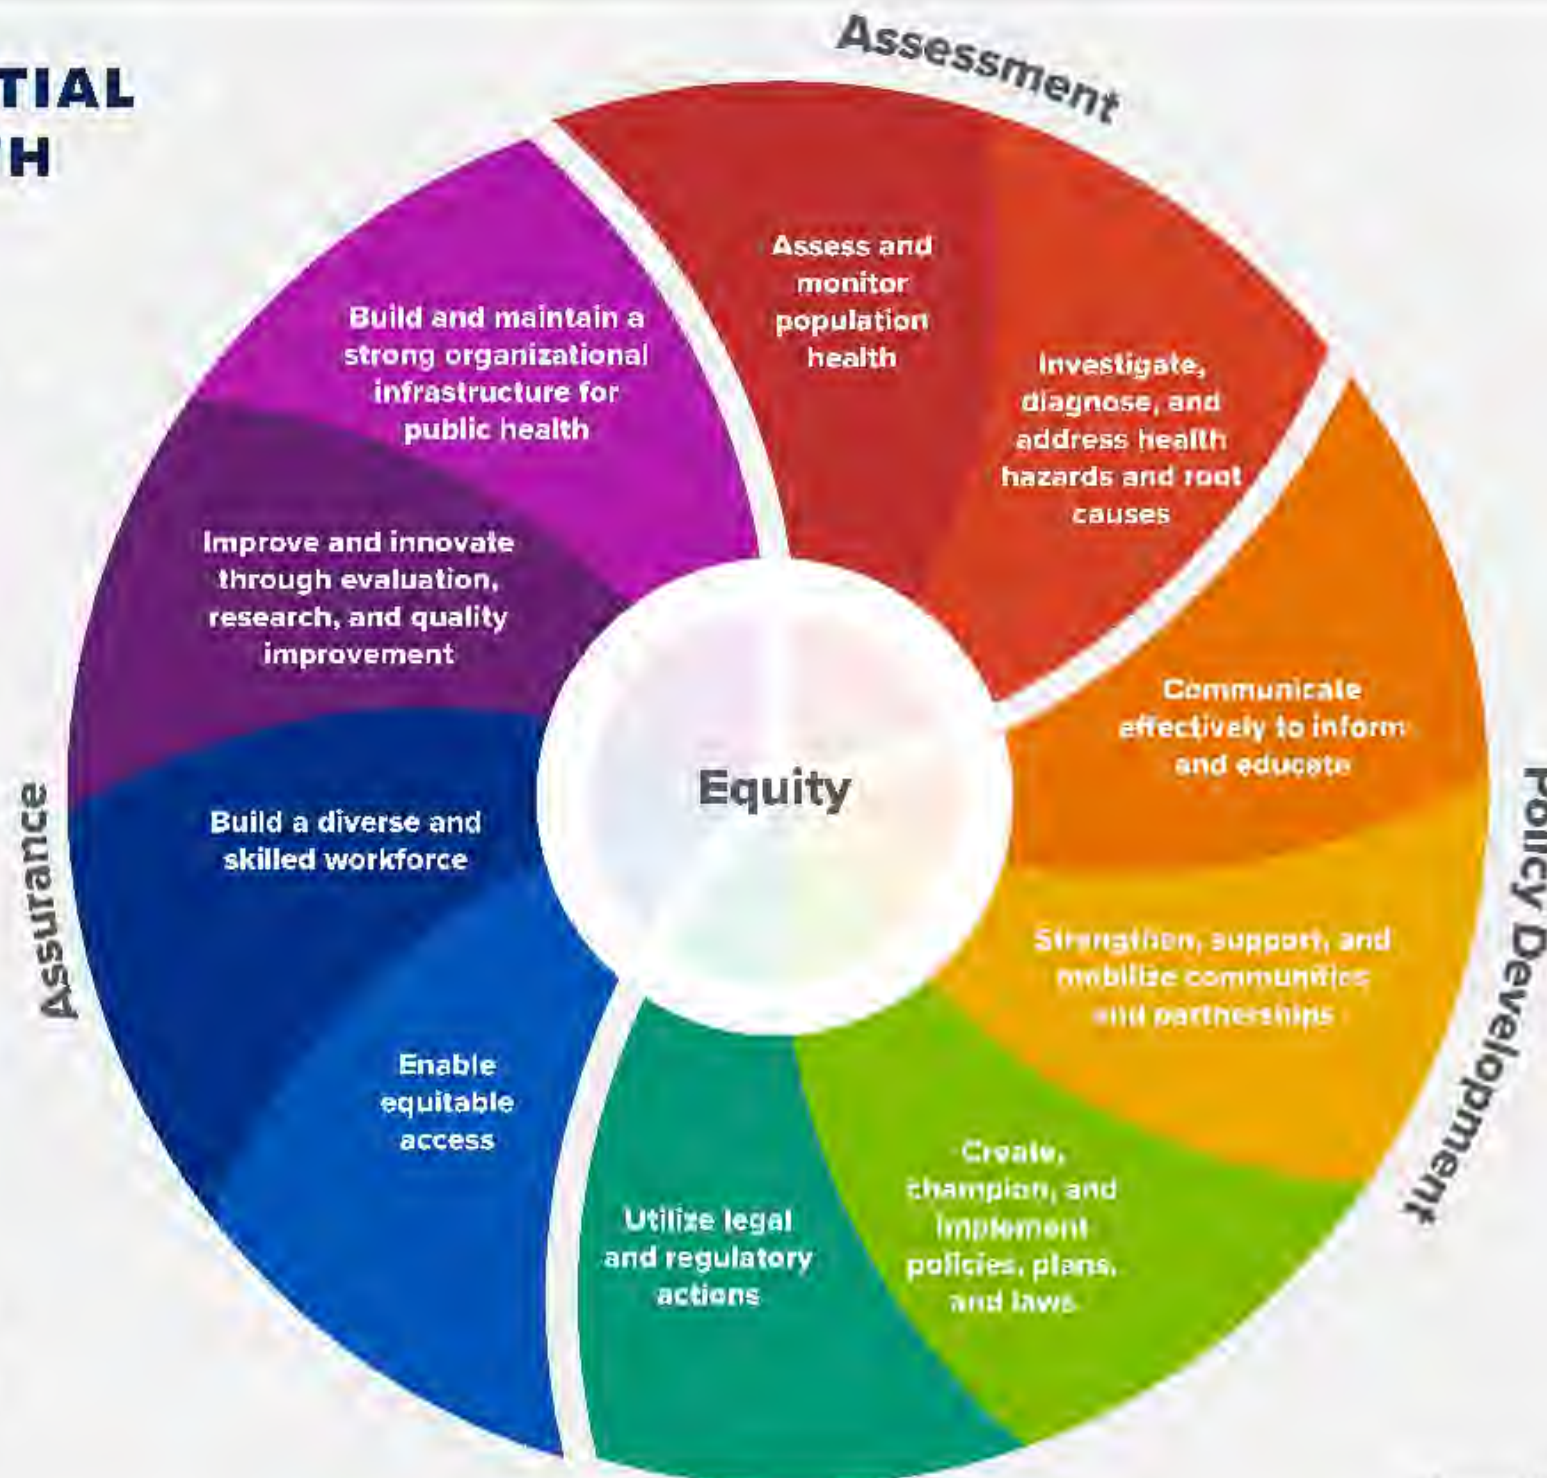 TIAL
TH
Assessment
Assess and
monitor
population
health
Investigate,
diagnose, and
address health
hazards and root
causes
Communicate
effectively to inform
and educate
Strengthen, support, and
mobilize communities
and partnerships
Create,
champion, and
implement
policies, plans,
and laws
Utilize legal
and regulatory
actions
Enable
equitable
access
Build a diverse and
skilled workforce
Improve and innovate
through evaluation,
research, and quality
improvement
Build and maintain a
strong organizational
infrastructure for
public health
Equity
Policy Development
Assurance